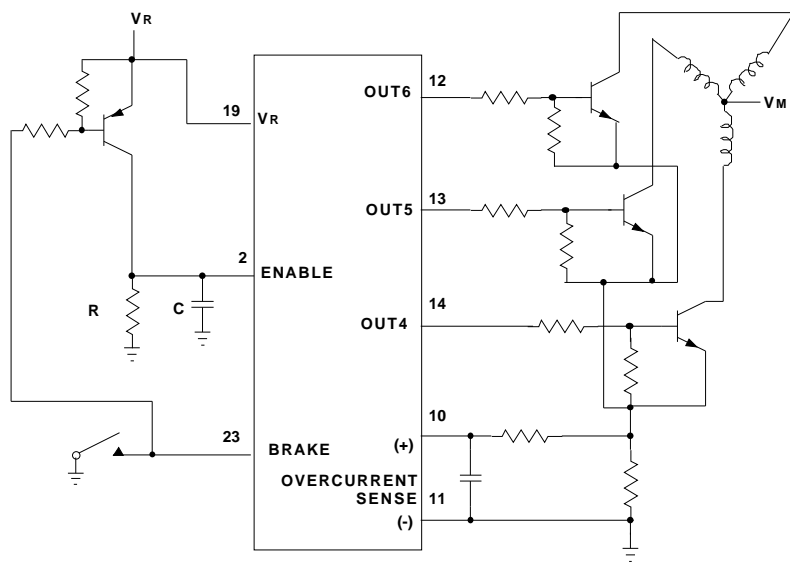 VR
12
OUT6
19
VR
VM
13
OUT5
2
ENABLE
14
R
C
OUT4
10
23
(+)
BRAKE
OVERCURRENT
SENSE
11
(-)